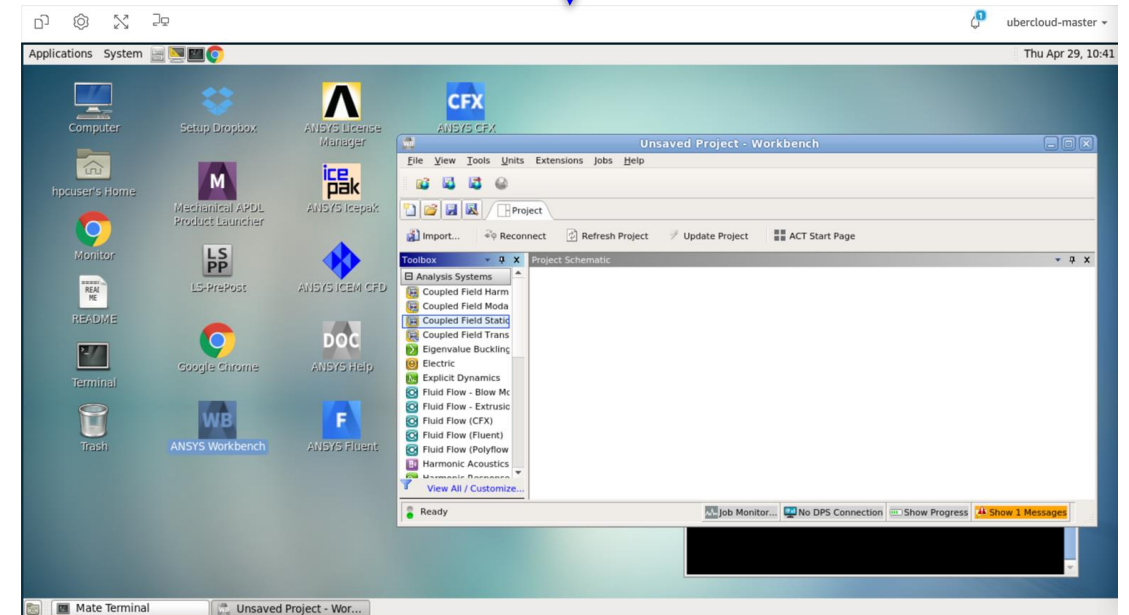 1
ubercloud-master
Applications System
Thu Apr 29, 10:41
Computer
Setup Dropbox
ANSYS License
Manager
CFX
ANSYS CFX
hpcuser's Home
M
Mechanical APDL
Product Launcher
ice
pak
ANSYS Icepak
Monitor
LS
PP
LS-PrePost
ANSYS ICEM CFD
READ
ME
README
Google Chrome
DOC
ANSYS Help
Terminal
WB
ANSYS Workbench
F
ANSYS Fluent
Trash
Unsaved Project - Workbench
File View Tools Units Extensions Jobs Help
Project
Import... Reconnect Refresh Project Update Project ACT Start Page
Toolbox
Project Schematic
Analysis Systems
Coupled Field Harm
Coupled Field Moda
Coupled Field Static
Coupled Field Trans
Eigenvalue Buckling
Electric
Explicit Dynamics
Fluid Flow - Blow Mo
Fluid Flow - Extrusic
Fluid Flow (CFX)
Fluid Flow (Fluent)
Fluid Flow (Polyflow
Harmonic Acoustics
Harmonic Response
View All / Customize...
Ready
Job Monitor... No DPS Connection Show Progress Show 1 Messages
Mate Terminal
Unsaved Project - Wor...